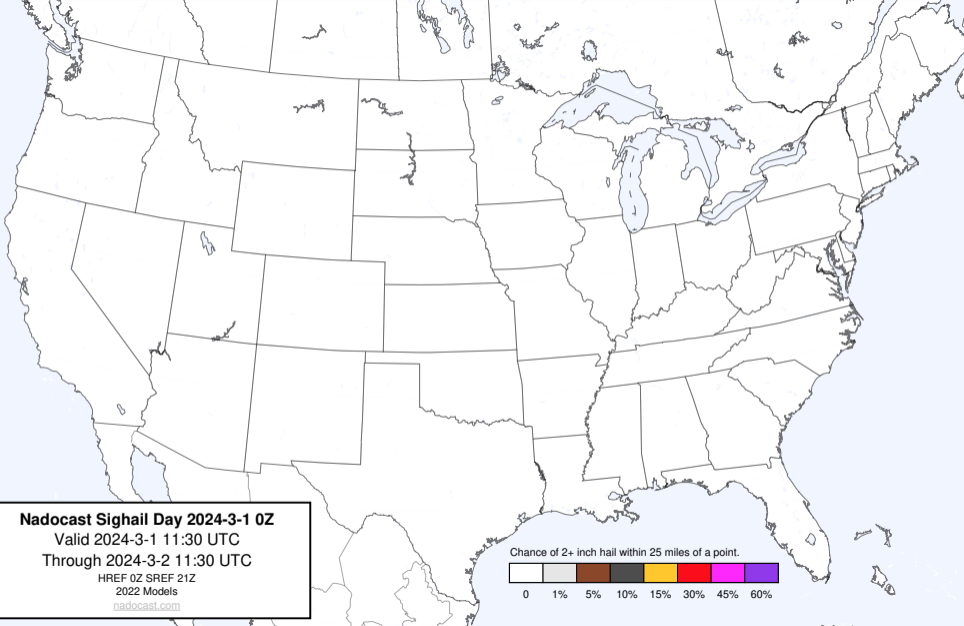 Nadocast Sighail Day 2024-3-1 0Z
Valid 2024-3-1 11:30 UTC
Through 2024-3-2 11:30 UTC
HREF 0Z SREF 21Z
2022 Models
nadocast.com
Chance of 2+ inch hail within 25 miles of a point.
0 1% 5% 10% 15% 30% 45% 60%